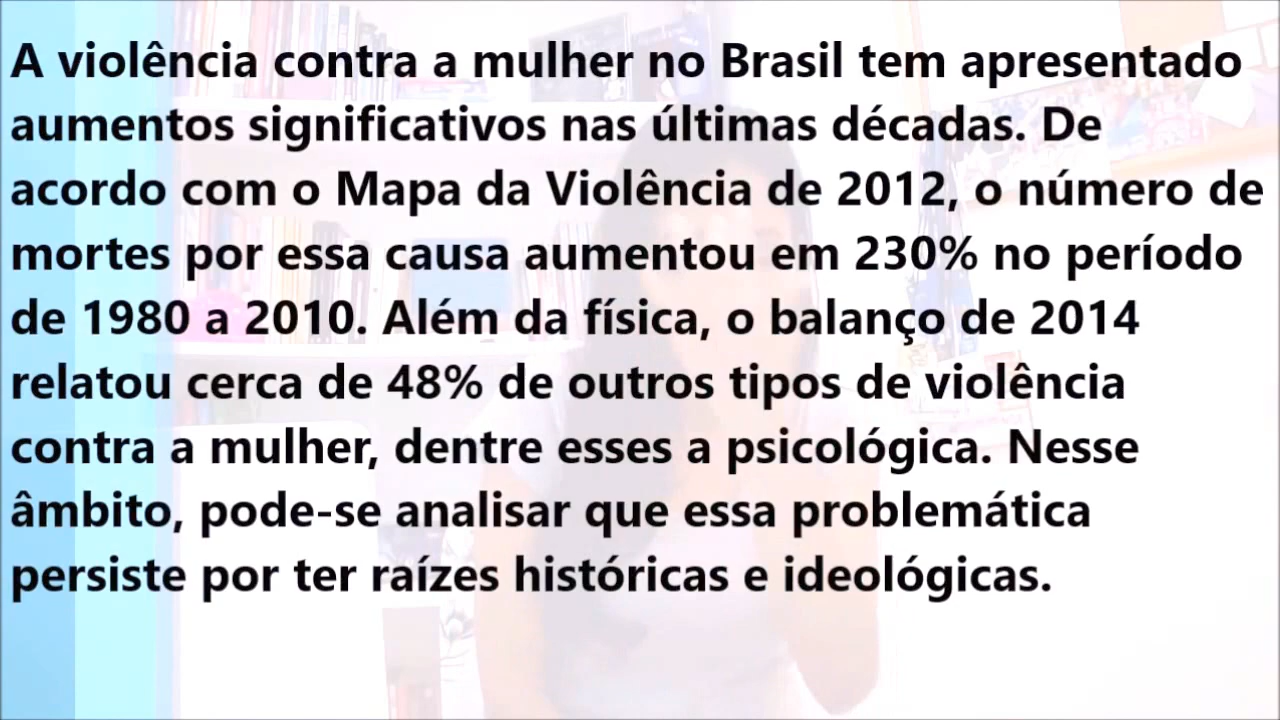 A violência contra a mulher no Brasil tem apresentado
aumentos significativos nas últimas décadas. De
acordo com o Mapa da Violência de 2012, o número de
mortes por essa causa aumentou em 230% no período
de 1980 a 2010. Além da física, o balanço de 2014
relatou cerca de 48% de outros tipos de violência
contra a mulher, dentre esses a psicológica. Nesse
âmbito, pode-se analisar que essa problemática
persiste por ter raízes históricas e ideológicas.